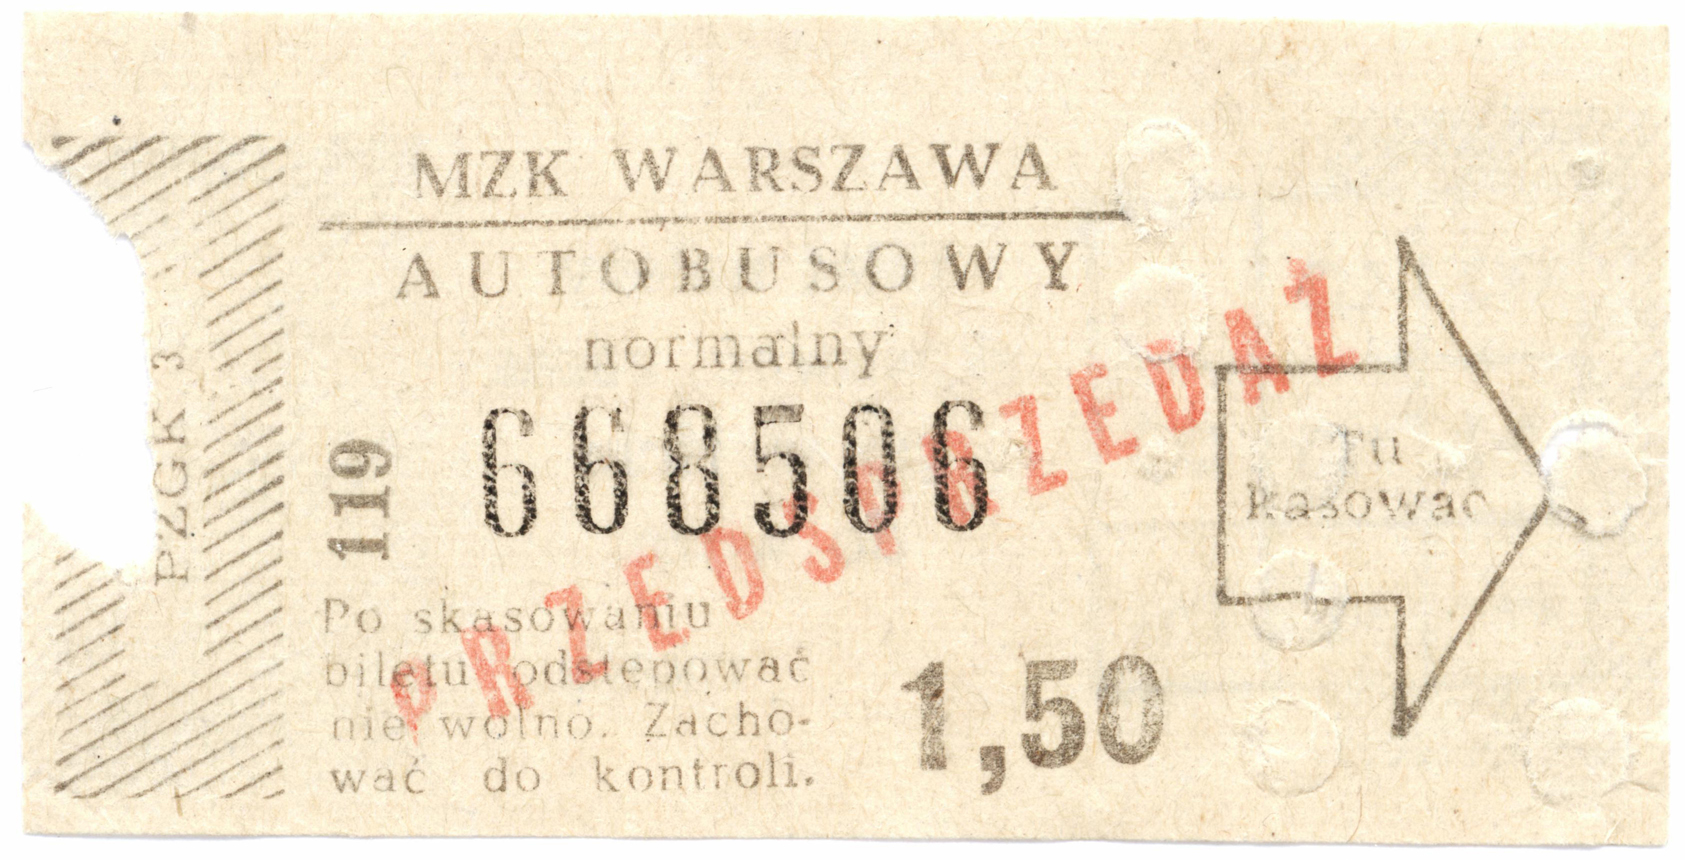 MZK WARSZAWA
AUTOBUSOWY
normalny
668506
119
PZGK 3
PRZEDSPRZEDAŻ
Tu
kasować
Po skasowaniu
biletu odstępować
nie wolno. Zacho-
wać do kontroli.
1,50